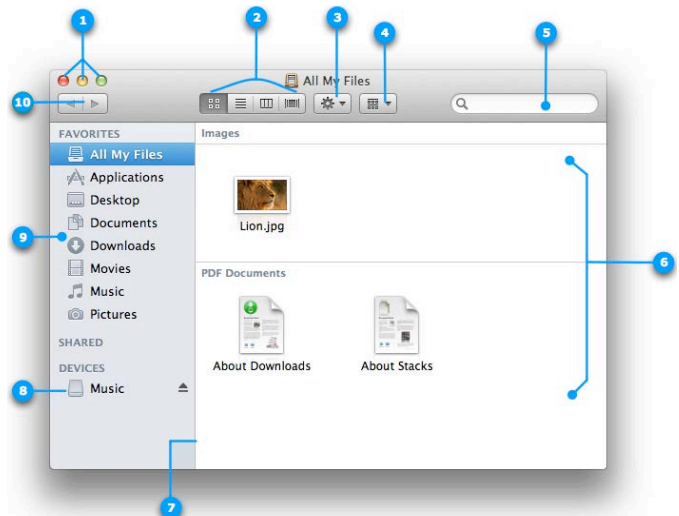 1
2
3
4
5
All My Files
10
FAVORITES
All My Files
Applications
Desktop
Documents
Downloads
Movies
Music
Pictures
SHARED
DEVICES
Music
9
8
Images
Lion.jpg
PDF Documents
About Downloads
About Stacks
6
7